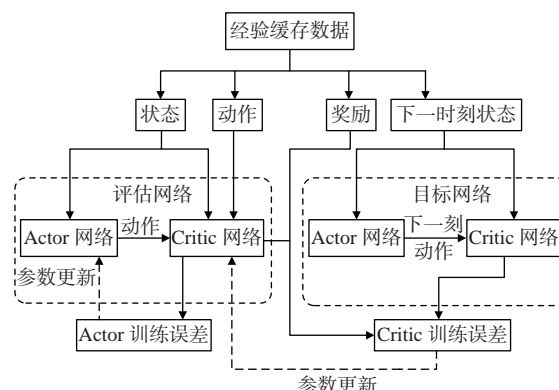 经验缓存数据
状态
动作
奖励
下一时刻状态
评估网络
目标网络
Actor 网络
动作
Critic 网络
Actor 网络
下一刻
动作
Critic 网络
参数更新
Actor 训练误差
Critic 训练误差
参数更新